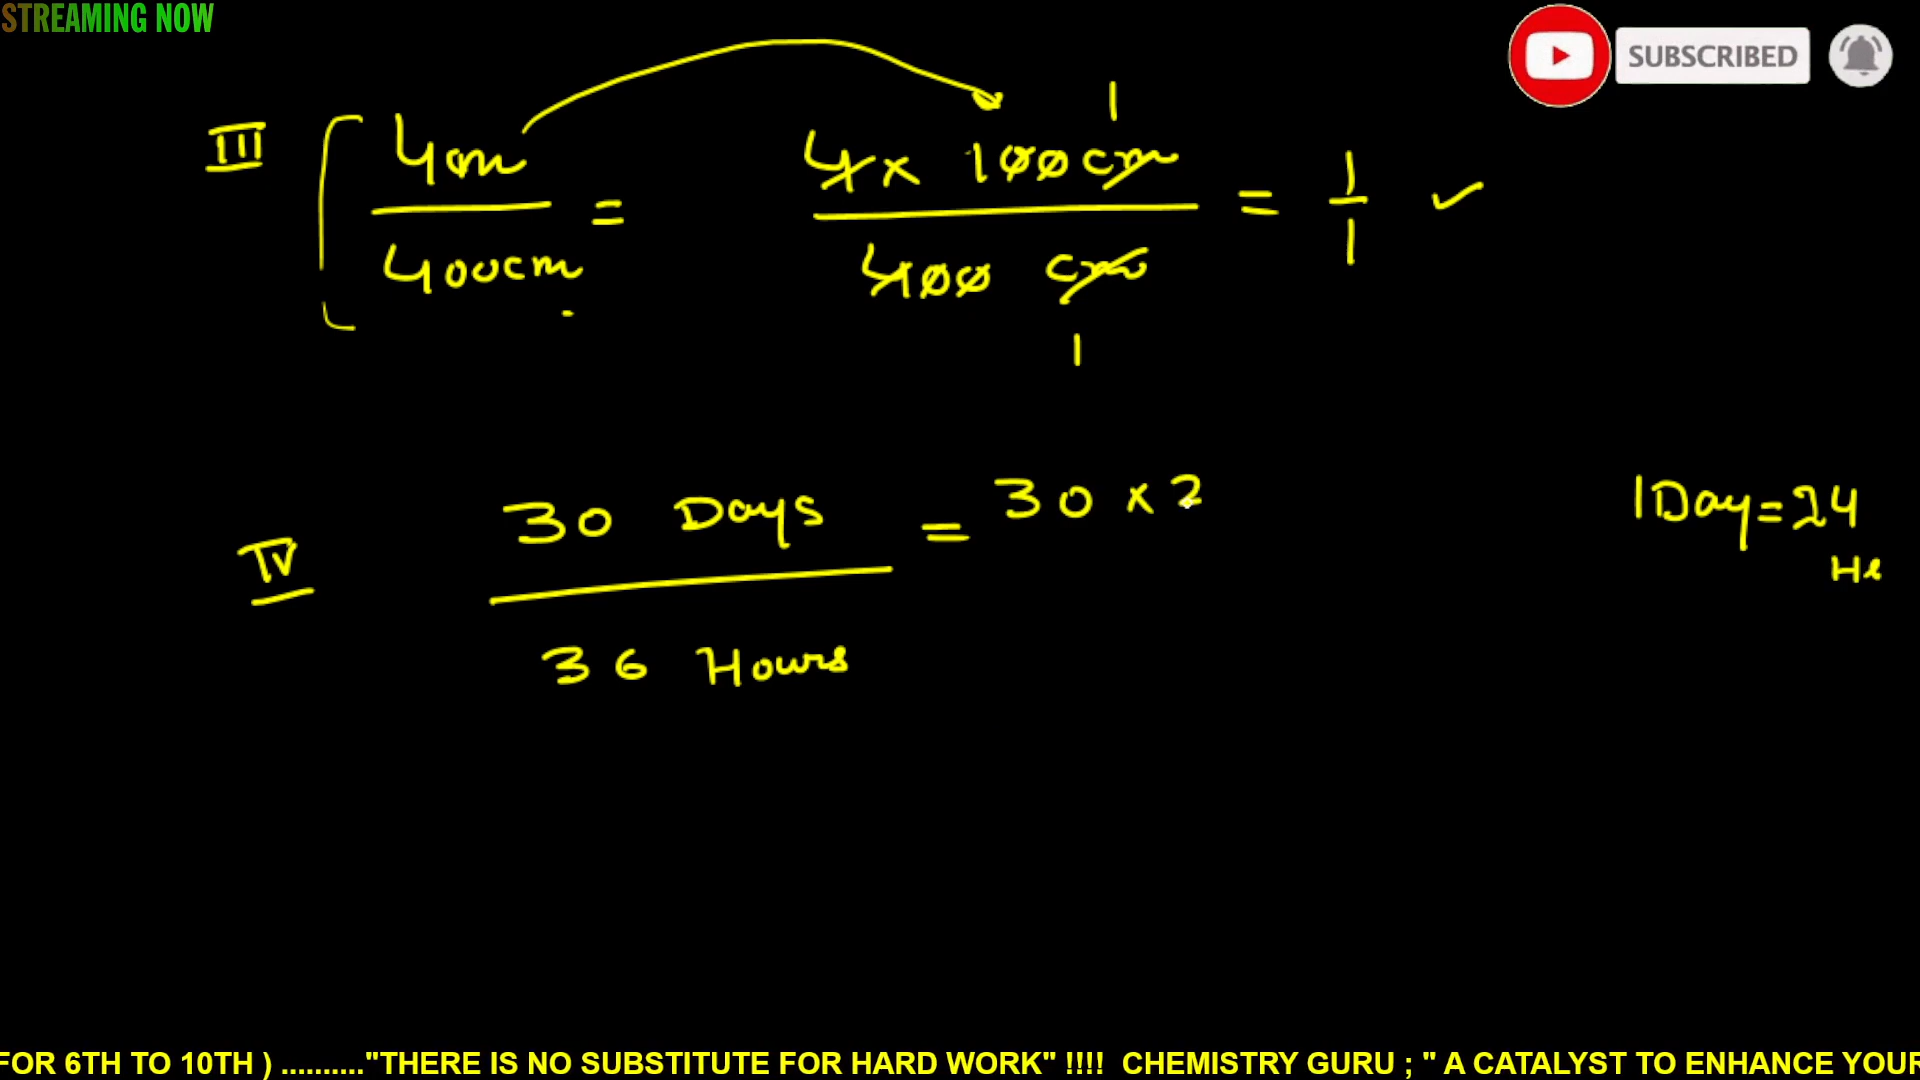 STREAMING NOW
SUBSCRIBED
III 4m / 400cm = 4 x 100cm / 400 cm = 1/1 ✓
1
1
IV 30 Days / 36 Hours = 30 x 2
1 Day = 24
Hr
FOR 6TH TO 10TH ) .........."THERE IS NO SUBSTITUTE FOR HARD WORK" !!!! CHEMISTRY GURU ; " A CATALYST TO ENHANCE YOUR